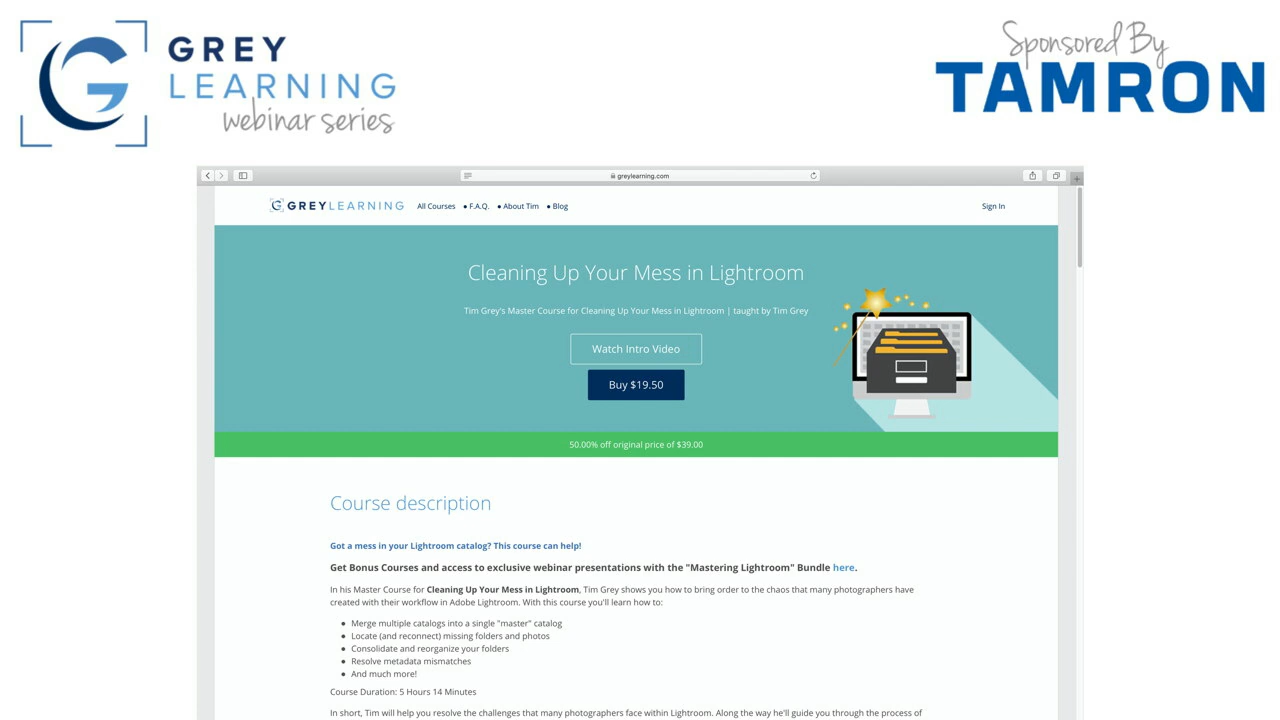 GREY
LEARNING
webinar series
Sponsored By
TAMRON
greylearning.com
GREYLEARNING
All Courses • F.A.Q. • About Tim • Blog
Sign In
Cleaning Up Your Mess in Lightroom
Tim Grey's Master Course for Cleaning Up Your Mess in Lightroom | taught by Tim Grey
Watch Intro Video
Buy $19.50
50.00% off original price of $39.00
Course description
Got a mess in your Lightroom catalog? This course can help!
Get Bonus Courses and access to exclusive webinar presentations with the "Mastering Lightroom" Bundle here.
In his Master Course for Cleaning Up Your Mess in Lightroom, Tim Grey shows you how to bring order to the chaos that many photographers have
created with their workflow in Adobe Lightroom. With this course you'll learn how to:
• Merge multiple catalogs into a single "master" catalog
• Locate (and reconnect) missing folders and photos
• Consolidate and reorganize your folders
• Resolve metadata mismatches
• And much more!
Course Duration: 5 Hours 14 Minutes
In short, Tim will help you resolve the challenges that many photographers face within Lightroom. Along the way he'll guide you through the process of